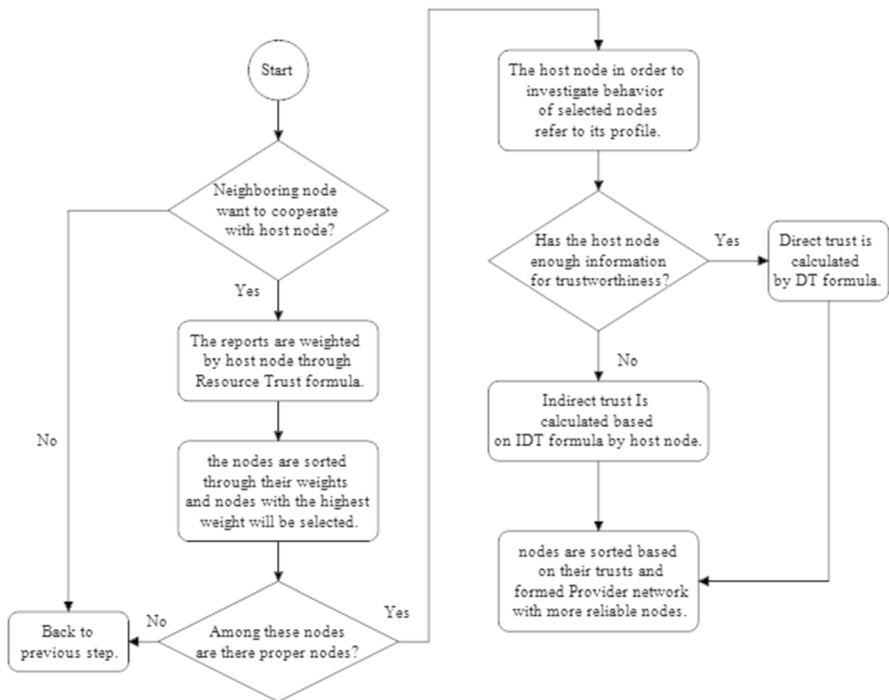 Start
Neighboring node
want to cooperate
with host node?
Yes
No
The reports are weighted
by host node through
Resource Trust formula.
the nodes are sorted
through their weights
and nodes with the highest
weight will be selected.
Among these nodes
are there proper nodes?
No
Yes
Back to
previous step.
The host node in order to
investigate behavior
of selected nodes
refer to its profile.
Has the host node
enough information
for trustworthiness?
Yes
Direct trust is
calculated
by DT formula.
No
Indirect trust Is
calculated based
on IDT formula by host node.
nodes are sorted based
on their trusts and
formed Provider network
with more reliable nodes.